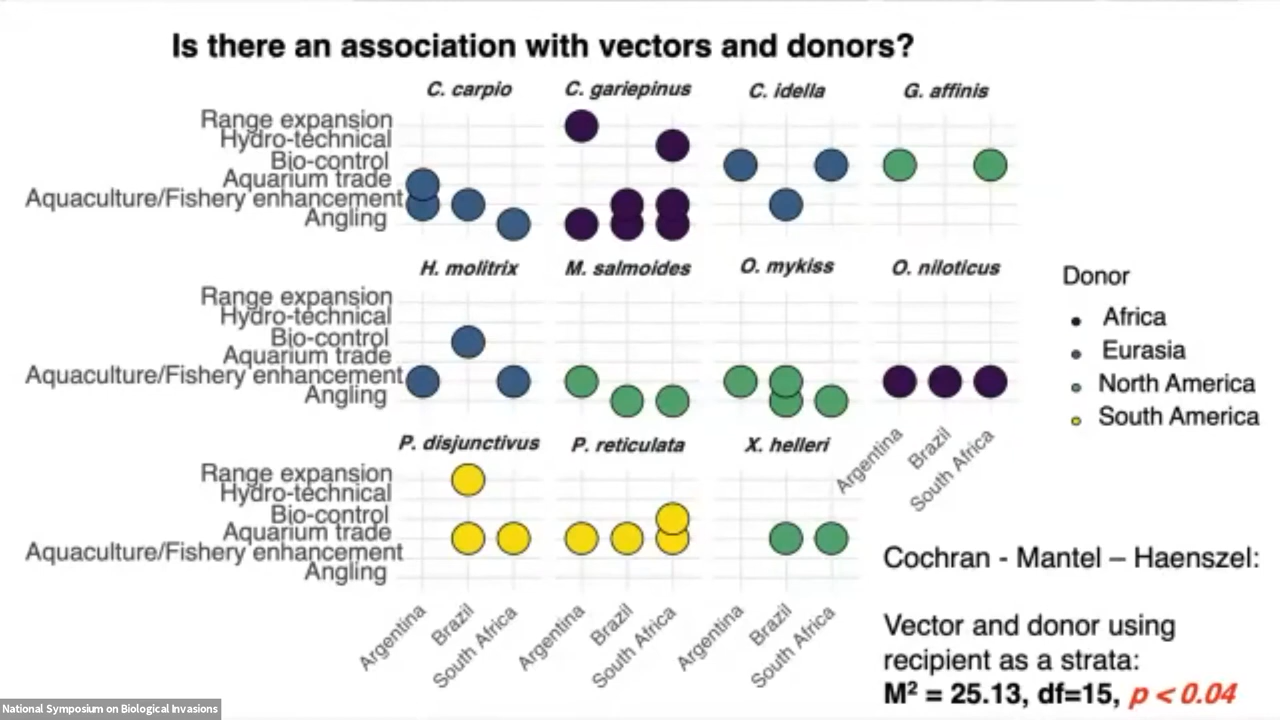 Is there an association with vectors and donors?
C. carpio
C. gariepinus
C. idella
G. affinis
Range expansion
Hydro-technical
Bio-control
Aquarium trade
Aquaculture/Fishery enhancement
Angling
H. molitrix
M. salmoides
O. mykiss
O. niloticus
Range expansion
Hydro-technical
Bio-control
Aquarium trade
Aquaculture/Fishery enhancement
Angling
Argentina
Brazil
South Africa
P. disjunctivus
P. reticulata
X. helleri
Range expansion
Hydro-technical
Bio-control
Aquarium trade
Aquaculture/Fishery enhancement
Angling
Argentina
Brazil
South Africa
Argentina
Brazil
South Africa
Argentina
Brazil
South Africa
Donor
Africa
Eurasia
North America
South America
Cochran - Mantel – Haenszel:
Vector and donor using
recipient as a strata:
M² = 25.13, df=15, p < 0.04
National Symposium on Biological Invasions